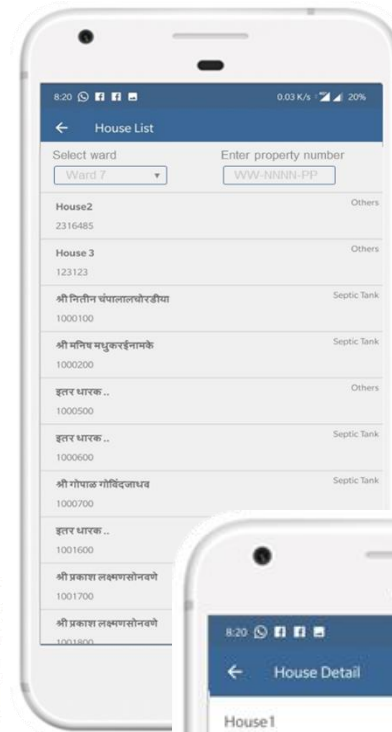 8:20 0.03 K/s 20%
House List
Select ward Enter property number
Ward 7 WW-NNNN-PP
House2 Others
2316485
House 3 Others
123123
श्री नितीन चंपालालचोरडीया Septic Tank
1000100
श्री मनिष मधुकरईनामके Septic Tank
1000200
इतर धारक .. Others
1000500
इतर धारक .. Septic Tank
1000600
श्री गोपाळ गोविंदजाधव Septic Tank
1000700
इतर धारक ..
1001600
श्री प्रकाश लक्ष्मणसोनवणे
1001700
श्री प्रकाश लक्ष्मणसोनवणे
1001800
8:20
House Detail
House1